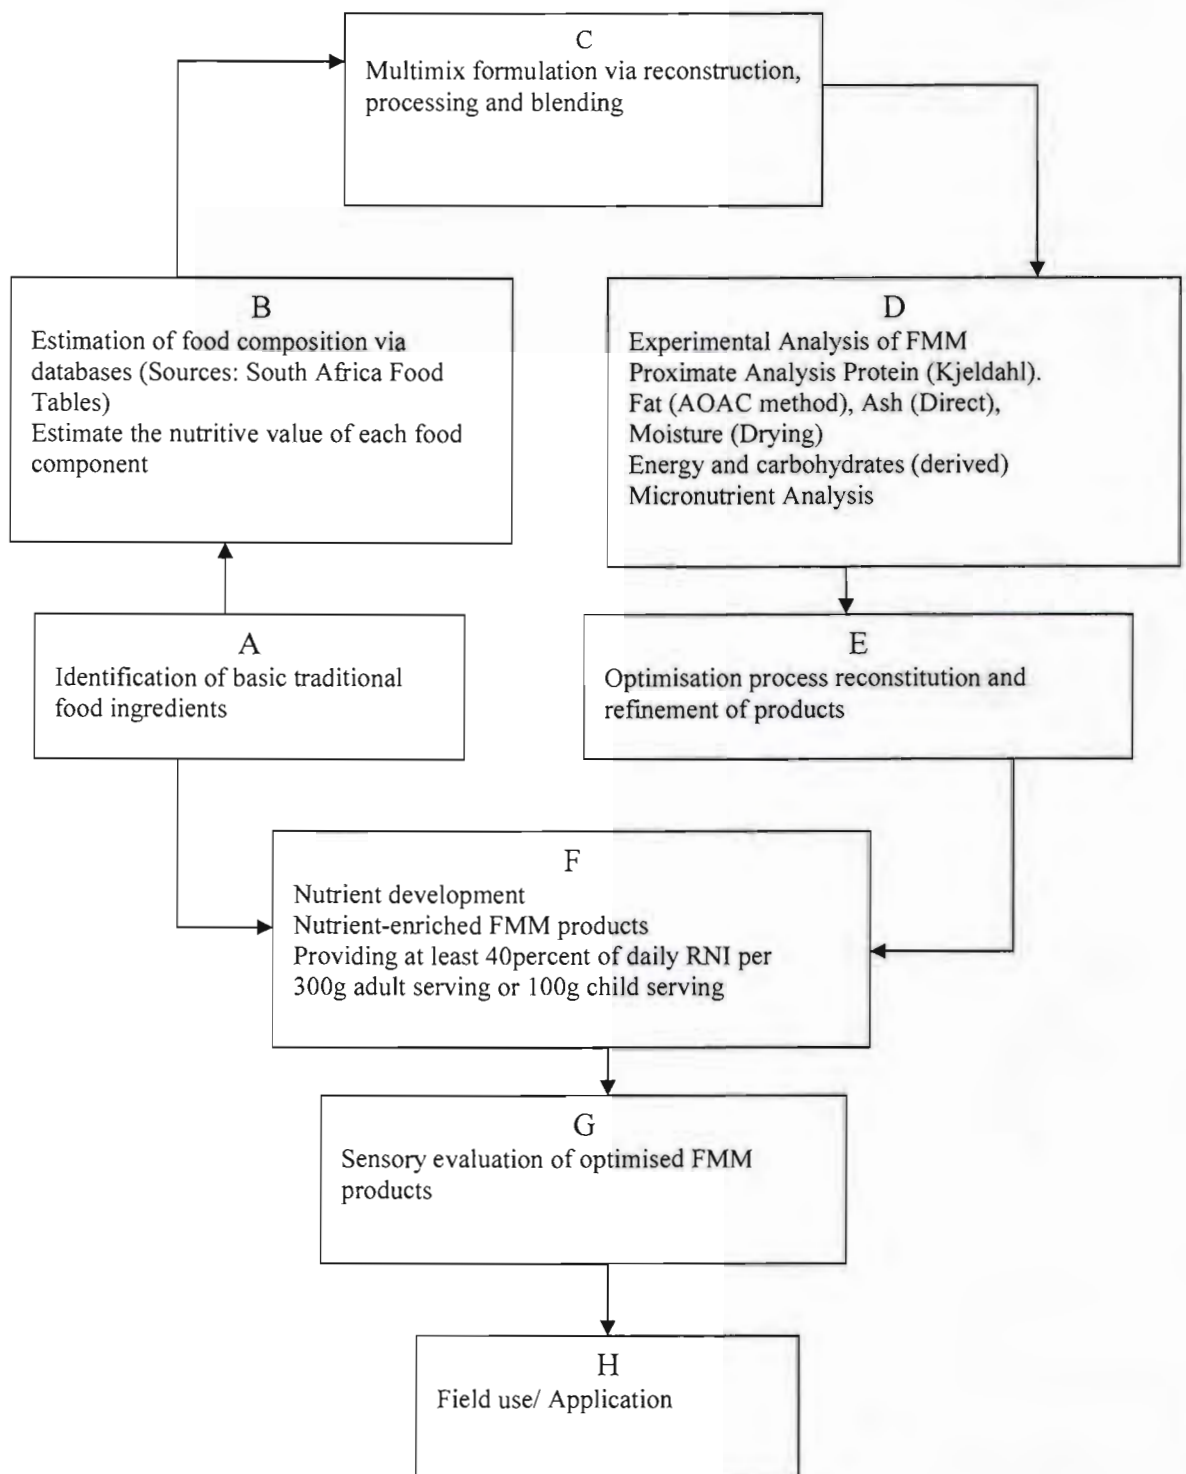 C
Multimix formulation via reconstruction,
processing and blending
B
Estimation of food composition via
databases (Sources: South Africa Food
Tables)
Estimate the nutritive value of each food
component
D
Experimental Analysis of FMM
Proximate Analysis Protein (Kjeldahl).
Fat (AOAC method), Ash (Direct),
Moisture (Drying)
Energy and carbohydrates (derived)
Micronutrient Analysis
A
Identification of basic traditional
food ingredients
E
Optimisation process reconstitution and
refinement of products
F
Nutrient development
Nutrient-enriched FMM products
Providing at least 40percent of daily RNI per
300g adult serving or 100g child serving
G
Sensory evaluation of optimised FMM
products
H
Field use/ Application